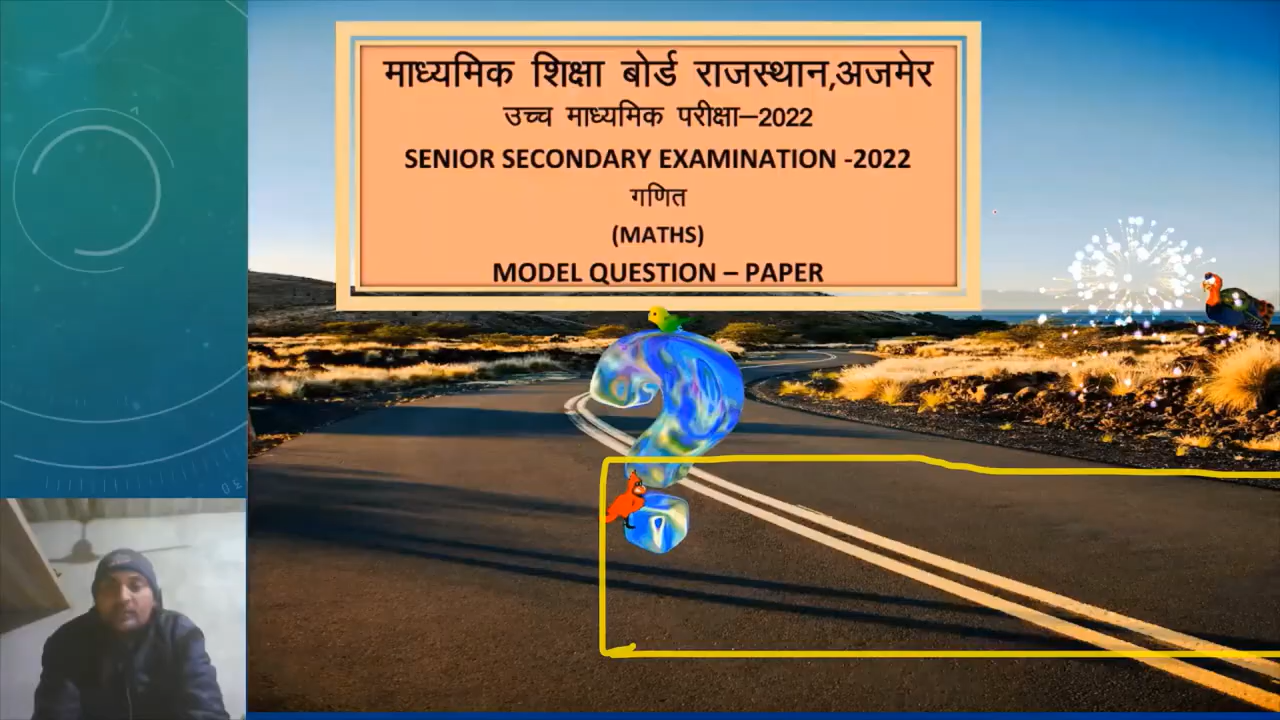 माध्यमिक शिक्षा बोर्ड राजस्थान,अजमेर
उच्च माध्यमिक परीक्षा–2022
SENIOR SECONDARY EXAMINATION -2022
गणित
(MATHS)
MODEL QUESTION – PAPER